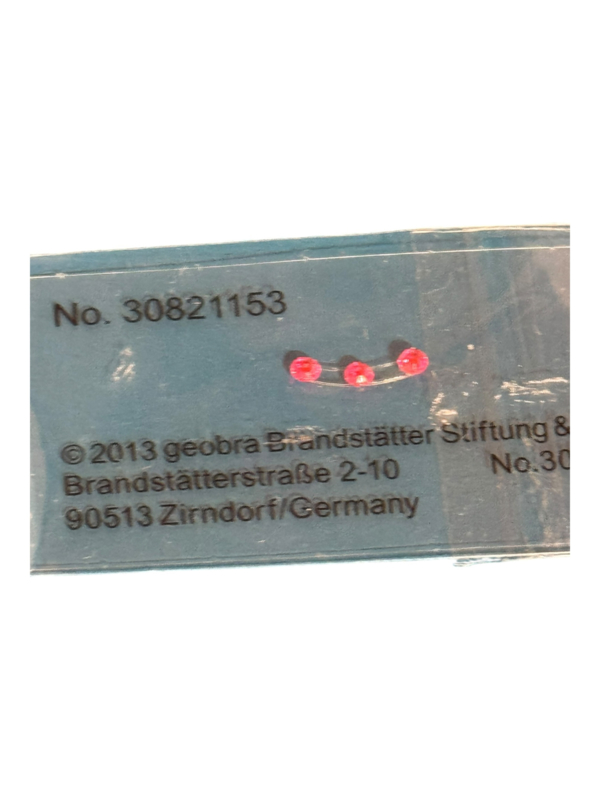 No. 30821153
© 2013 geobra Brandstätter Stiftung &
Brandstätterstraße 2-10
No.30
90513 Zirndorf/Germany